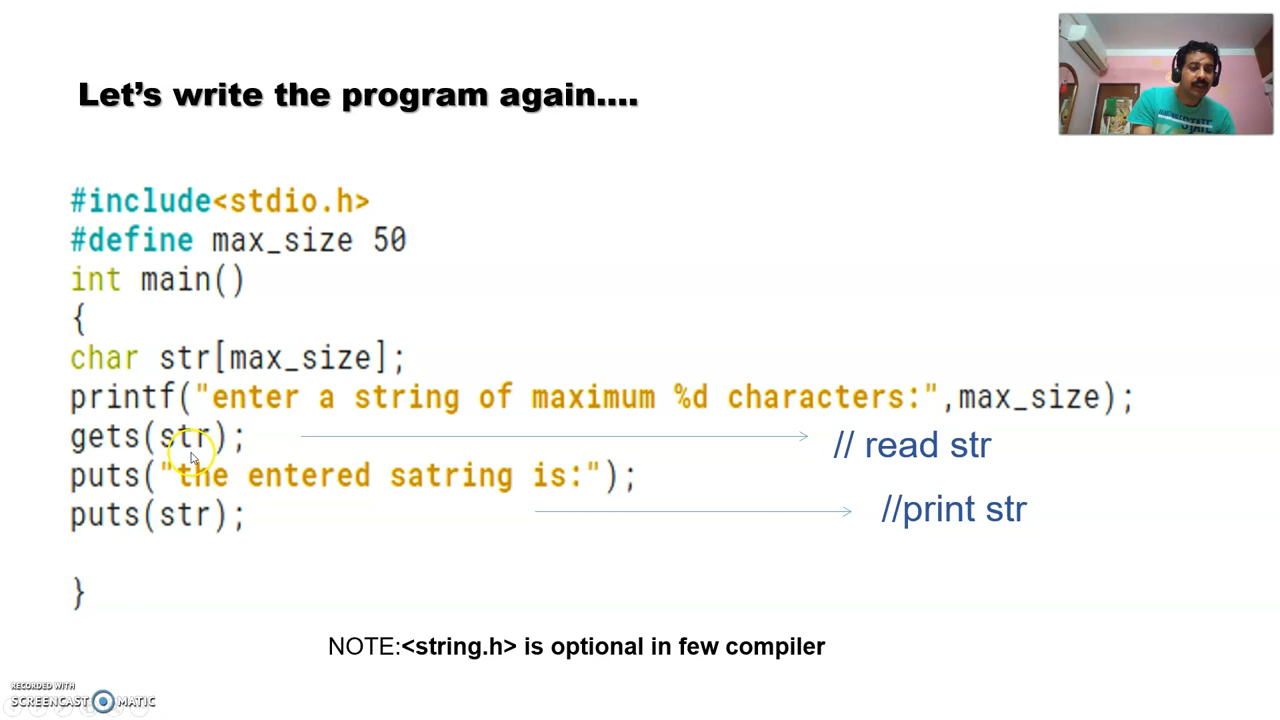 Let's write the program again....
#include<stdio.h>
#define max_size 50
int main()
{
char str[max_size];
printf("enter a string of maximum %d characters:",max_size);
gets(str); // read str
puts("the entered satring is:");
puts(str); //print str
}
NOTE:<string.h> is optional in few compiler
RECORDED WITH
SCREENCAST MATIC